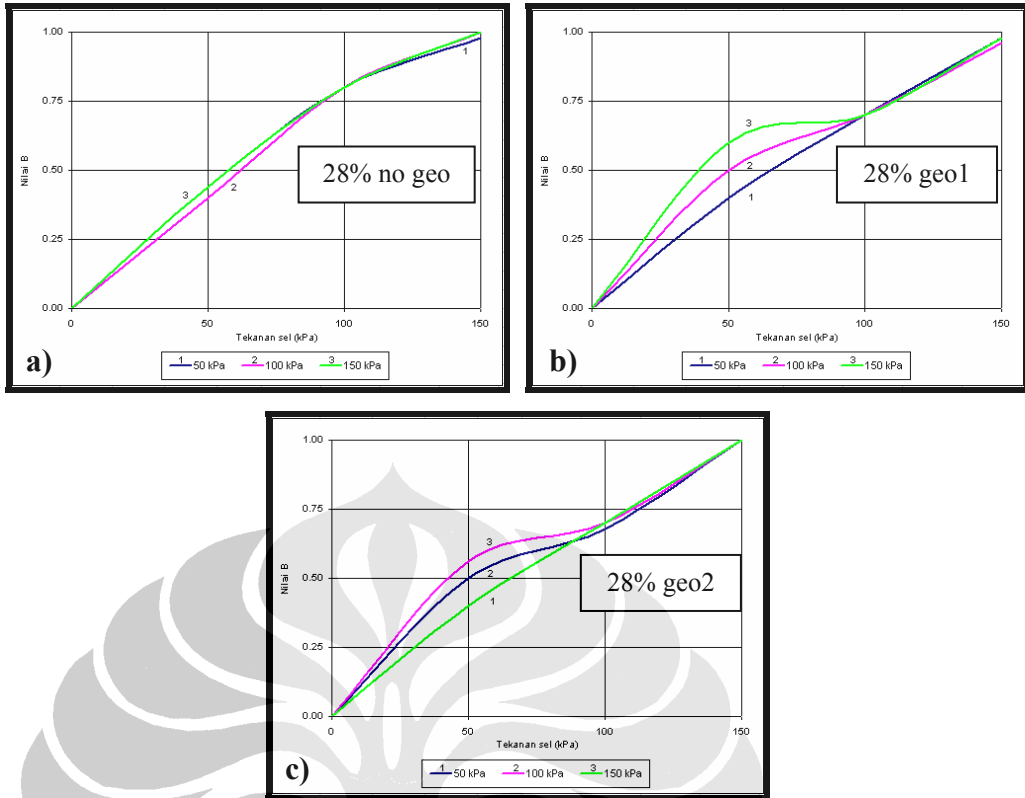 1.00
0.75
0.50
0.25
0.00
Nilai B
1
2
3
28% no geo
0 50 100 150
Tekanan sel (kPa)
1 50 kPa 2 100 kPa 3 150 kPa
a)
1.00
0.75
0.50
0.25
0.00
Nilai B
3
2
1
28% geo1
0 50 100 150
Tekanan sel (kPa)
1 50 kPa 2 100 kPa 3 150 kPa
b)
1.00
0.75
0.50
0.25
0.00
Nilai B
3
2
1
28% geo2
0 50 100 150
Tekanan sel (kPa)
1 50 kPa 2 100 kPa 3 150 kPa
c)